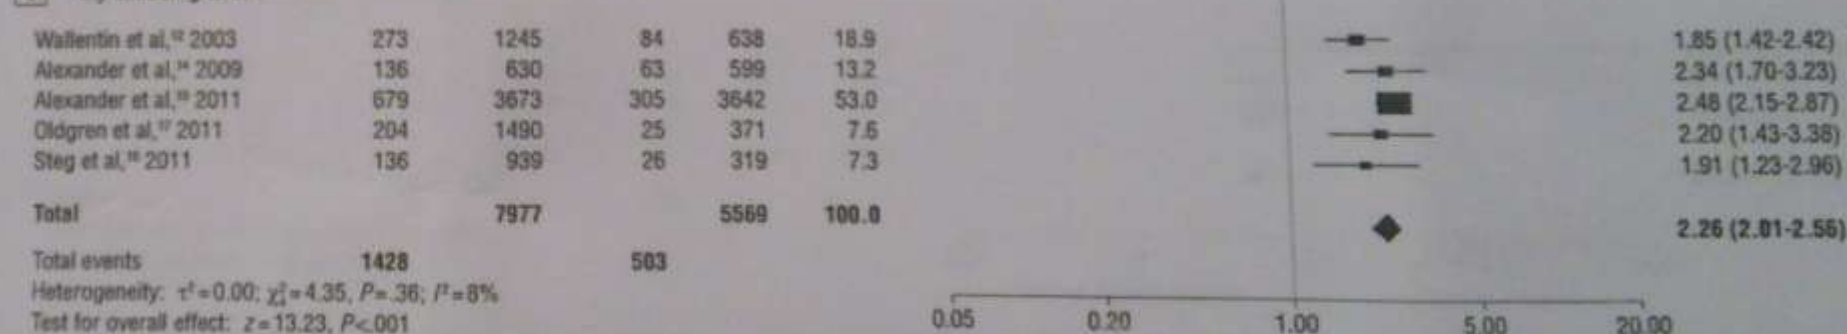 Wallentin et al,¹² 2003 273 1245 84 638 18.9 1.85 (1.42-2.42)
Alexander et al, 2009 136 630 63 599 13.2 2.34 (1.70-3.23)
Alexander et al, 2011 679 3673 305 3642 53.0 2.48 (2.15-2.87)
Oldgren et al,¹⁷ 2011 204 1490 25 371 7.6 2.20 (1.43-3.38)
Steg et al, 2011 136 939 26 319 7.3 1.91 (1.23-2.96)
Total 7977 5569 100.0 2.26 (2.01-2.56)
Total events 1428 503
Heterogeneity: τ²=0.00; χ²₄=4.35, P=.36; I²=8%
Test for overall effect: z=13.23, P<.001
0.05 0.20 1.00 5.00 20.00